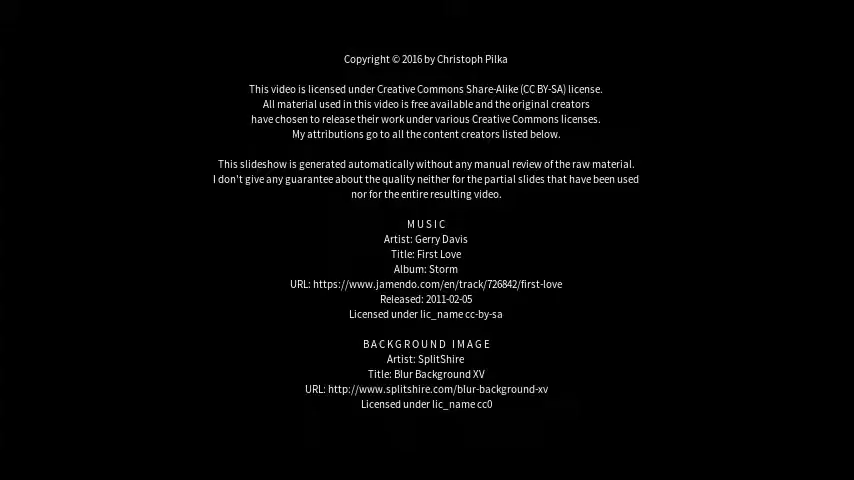 Copyright © 2016 by Christoph Pilka
This video is licensed under Creative Commons Share-Alike (CC BY-SA) license.
All material used in this video is free available and the original creators
have chosen to release their work under various Creative Commons licenses.
My attributions go to all the content creators listed below.
This slideshow is generated automatically without any manual review of the raw material.
I don't give any guarantee about the quality neither for the partial slides that have been used
nor for the entire resulting video.
MUSIC
Artist: Gerry Davis
Title: First Love
Album: Storm
URL: https://www.jamendo.com/en/track/726842/first-love
Released: 2011-02-05
Licensed under lic_name cc-by-sa
BACKGROUND IMAGE
Artist: SplitShire
Title: Blur Background XV
URL: http://www.splitshire.com/blur-background-xv
Licensed under lic_name cc0